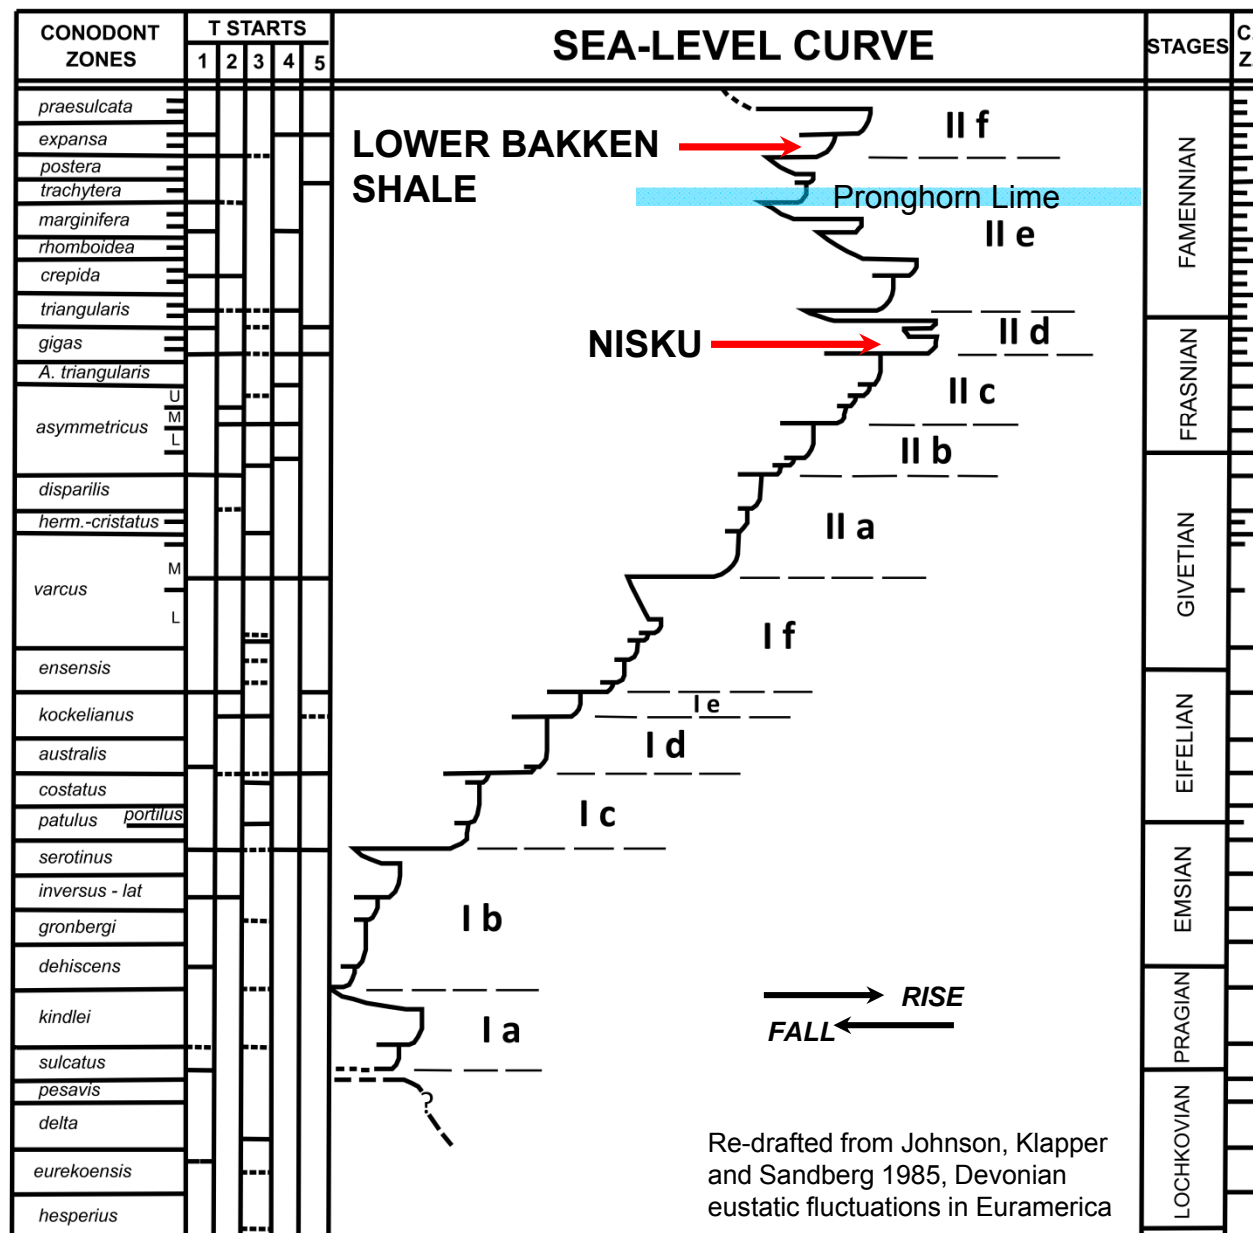 CONODONT
ZONES
T STARTS
1 2 3 4 5
SEA-LEVEL CURVE
STAGES
C
Z
praesulcata
expansa
postera
trachytera
marginifera
rhomboidea
crepida
triangularis
gigas
A. triangularis
U
M
asymmetricus
L
disparilis
herm.-cristatus
M
varcus
L
ensensis
kockelianus
australis
costatus
portilus
patulus
serotinus
inversus - lat
gronbergi
dehiscens
kindlei
sulcatus
pesavis
delta
eurekoensis
hesperius
LOWER BAKKEN
SHALE
II f
Pronghorn Lime
II e
NISKU
II d
II c
II b
II a
I f
I e
I d
I c
I b
I a
?
RISE
FALL
Re-drafted from Johnson, Klapper
and Sandberg 1985, Devonian
eustatic fluctuations in Euramerica
FAMENNIAN
FRASNIAN
GIVETIAN
EIFELIAN
EMSIAN
PRAGIAN
LOCHKOVIAN